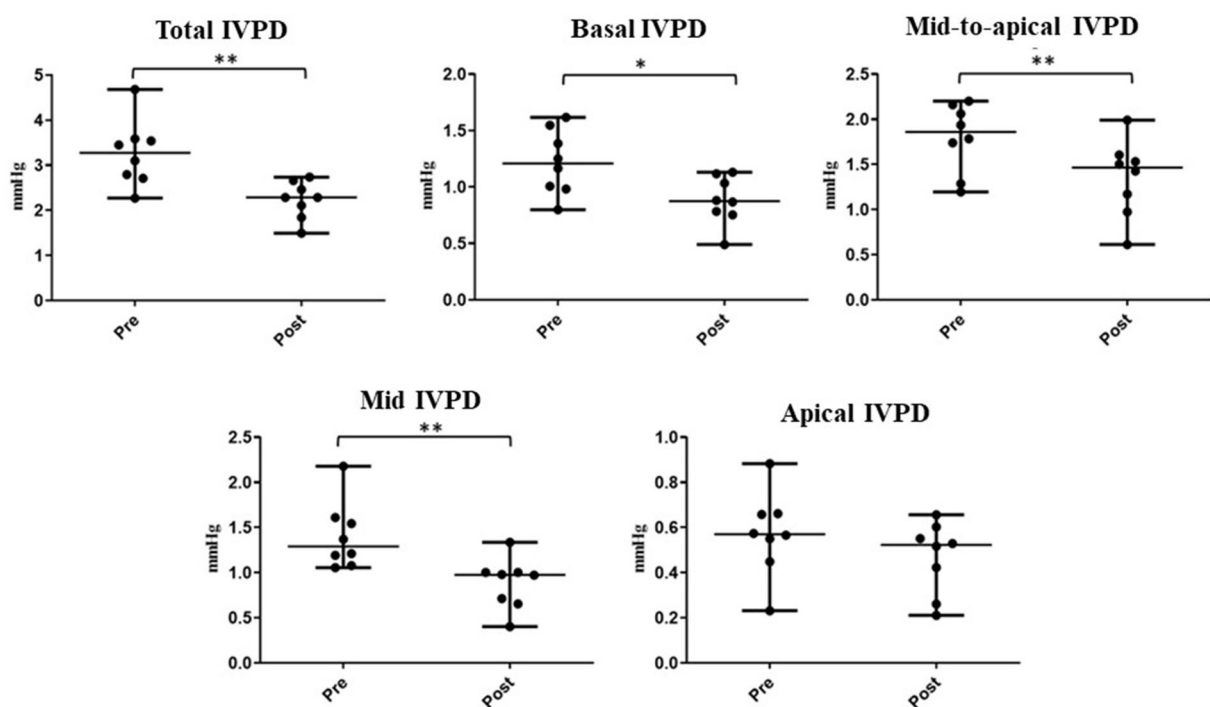 Total IVPD
**
5
4
3
2
1
0
mmHg
Pre
Post
Basal IVPD
*
2.0
1.5
1.0
0.5
0.0
mmHg
Pre
Post
Mid-to-apical IVPD
**
2.5
2.0
1.5
1.0
0.5
0.0
mmHg
Pre
Post
Mid IVPD
**
2.5
2.0
1.5
1.0
0.5
0.0
mmHg
Pre
Post
Apical IVPD
1.0
0.8
0.6
0.4
0.2
0.0
mmHg
Pre
Post